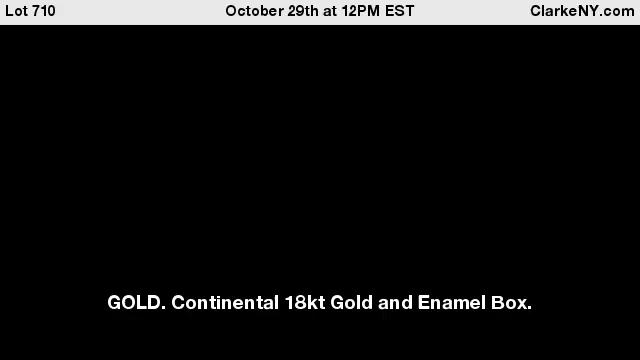 Lot 710 October 29th at 12PM EST ClarkeNY.com
GOLD. Continental 18kt Gold and Enamel Box.